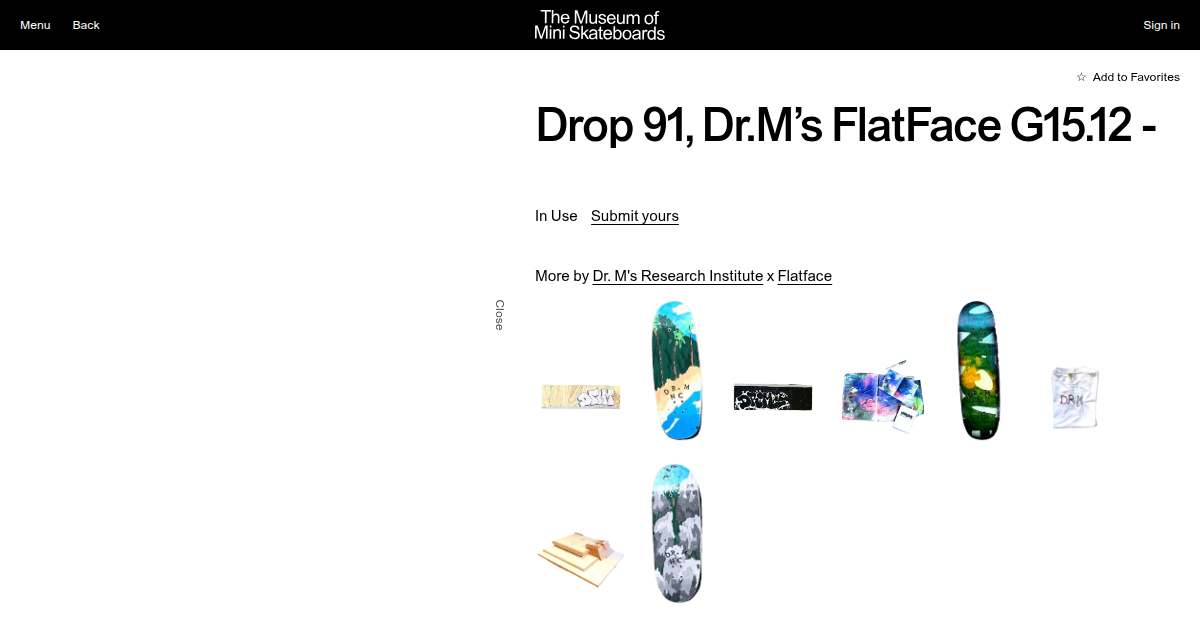 Menu Back
The Museum of
Mini Skateboards
Sign in
☆ Add to Favorites
Drop 91, Dr.M’s FlatFace G15.12 -
In Use Submit yours
More by Dr. M's Research Institute x Flatface
Close
DR.M